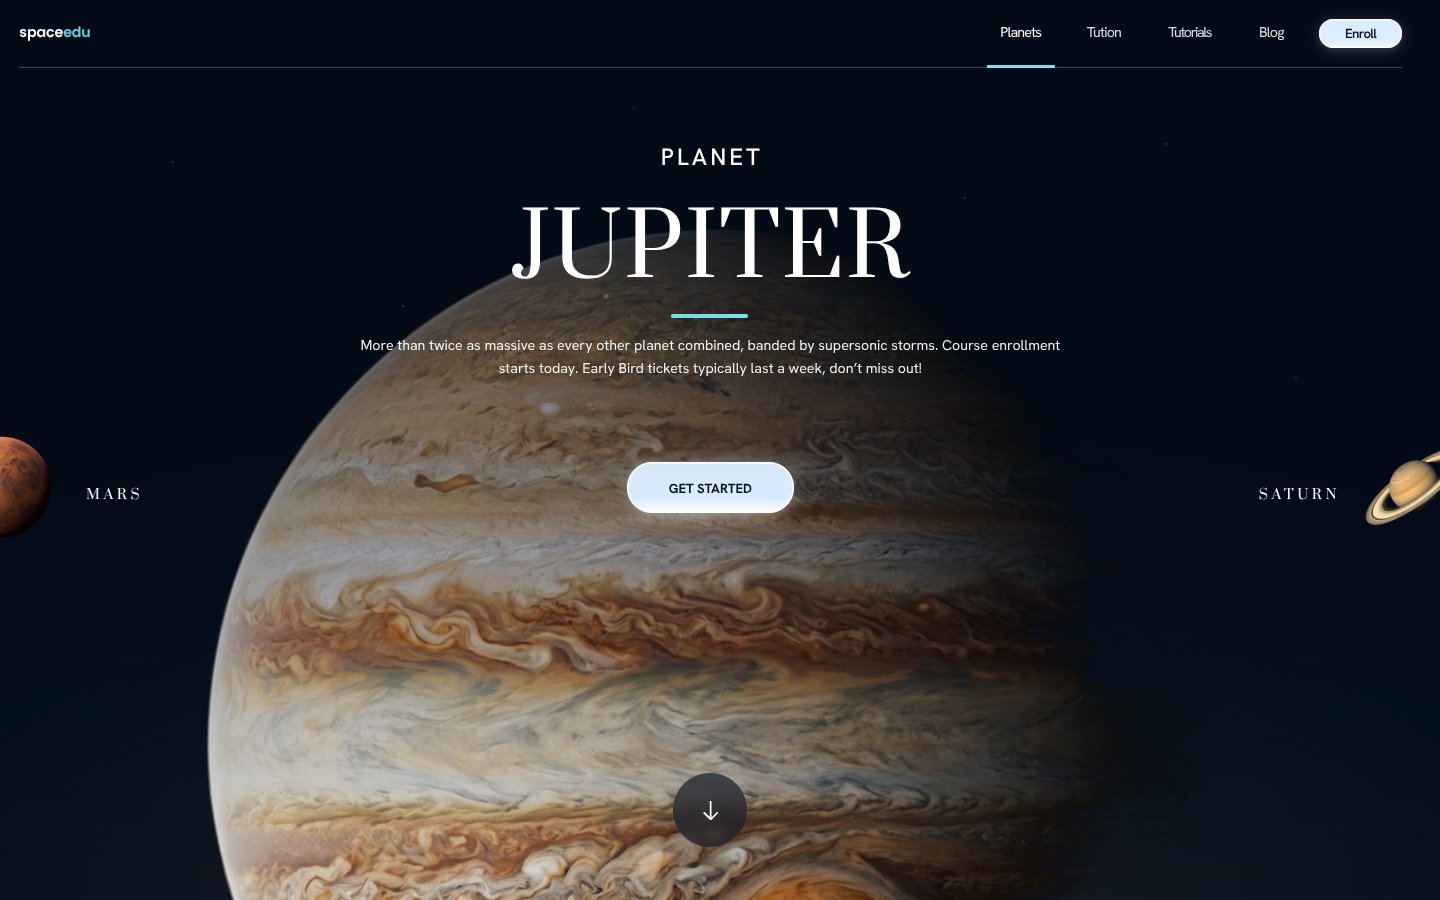 spaceedu
Planets
Tution
Tutorials
Blog
Enroll
PLANET
JUPITER
More than twice as massive as every other planet combined, banded by supersonic storms. Course enrollment
starts today. Early Bird tickets typically last a week, don’t miss out!
MARS
GET STARTED
SATURN